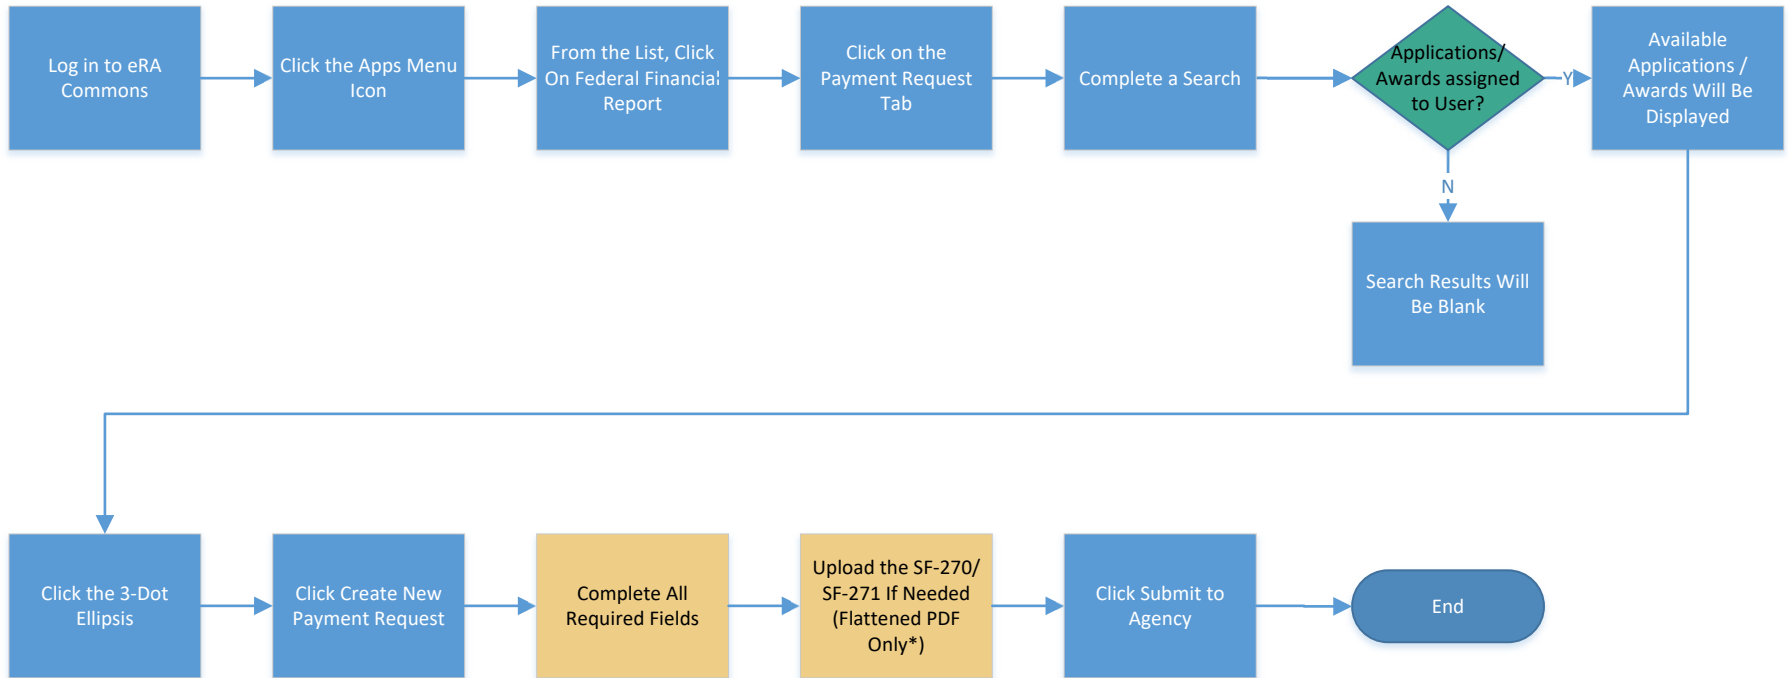 Log in to eRA
Commons
Click the Apps Menu
Icon
From the List, Click
On Federal Financial
Report
Click on the
Payment Request
Tab
Complete a Search
Applications/
Awards assigned
to User?
Y
Available
Applications /
Awards Will Be
Displayed
N
Search Results Will
Be Blank
Click the 3-Dot
Ellipsis
Click Create New
Payment Request
Complete All
Required Fields
Upload the SF-270/
SF-271 If Needed
(Flattened PDF
Only*)
Click Submit to
Agency
End